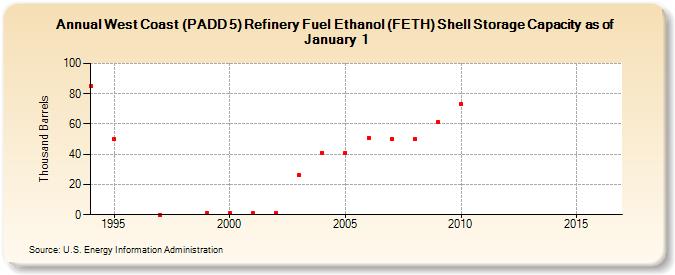 Annual West Coast (PADD 5) Refinery Fuel Ethanol (FETH) Shell Storage Capacity as of
January 1
Thousand Barrels
100
80
60
40
20
0
1995
2000
2005
2010
2015
Source: U.S. Energy Information Administration